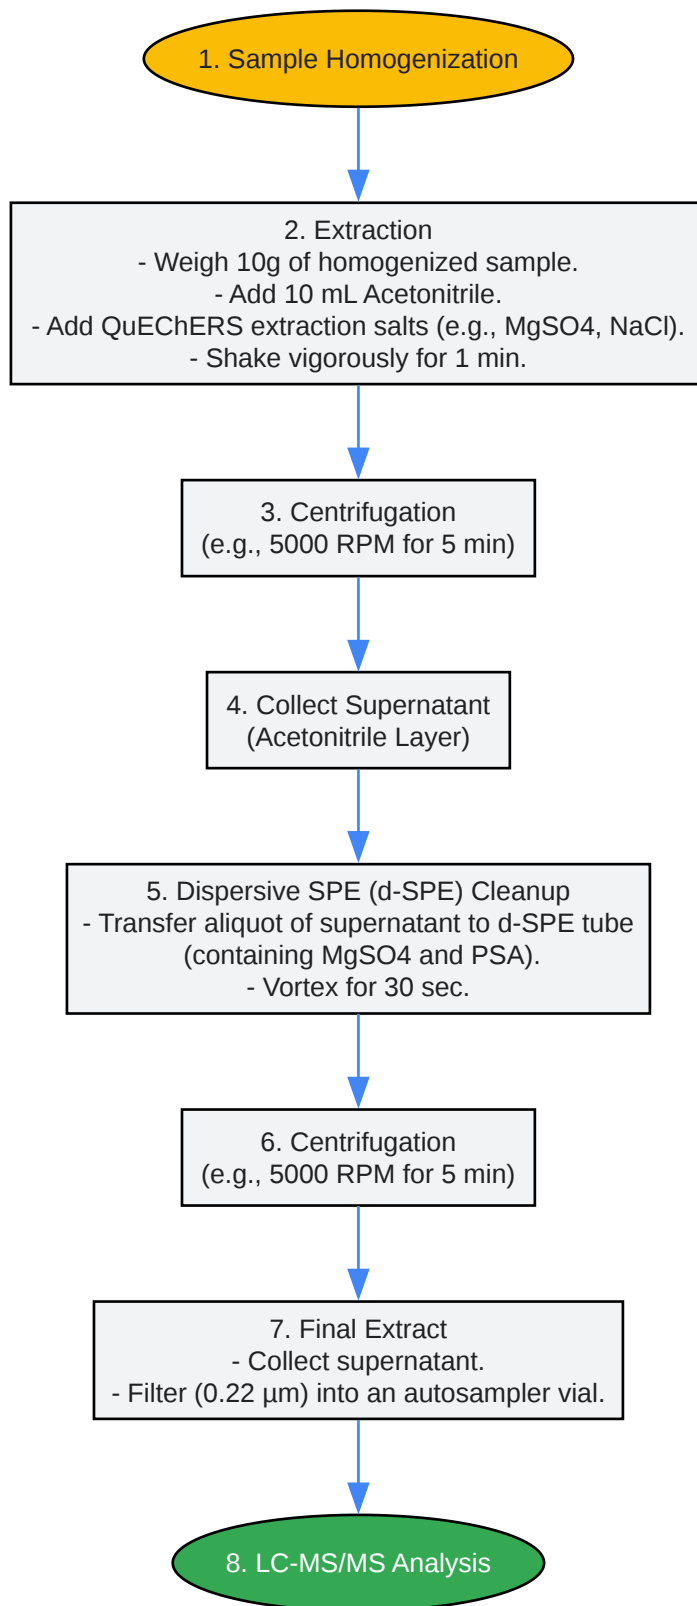 1. Sample Homogenization
2. Extraction
- Weigh 10g of homogenized sample.
- Add 10 mL Acetonitrile.
- Add QuEChERS extraction salts (e.g., MgSO4, NaCl).
- Shake vigorously for 1 min.
3. Centrifugation
(e.g., 5000 RPM for 5 min)
4. Collect Supernatant
(Acetonitrile Layer)
5. Dispersive SPE (d-SPE) Cleanup
- Transfer aliquot of supernatant to d-SPE tube
(containing MgSO4 and PSA).
- Vortex for 30 sec.
6. Centrifugation
(e.g., 5000 RPM for 5 min)
7. Final Extract
- Collect supernatant.
- Filter (0.22 µm) into an autosampler vial.
8. LC-MS/MS Analysis